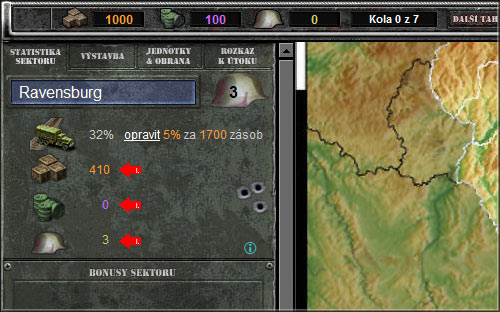 1000 100 0 Kola 0 z 7 DALŠÍ TAH
STATISTIKA SEKTORU
VÝSTAVBA
JEDNOTKY & OBRANA
ROZKAZ K ÚTOKU
Ravensburg 3
32% opravit 5% za 1700 zásob
410
0
3
BONUSY SEKTORU